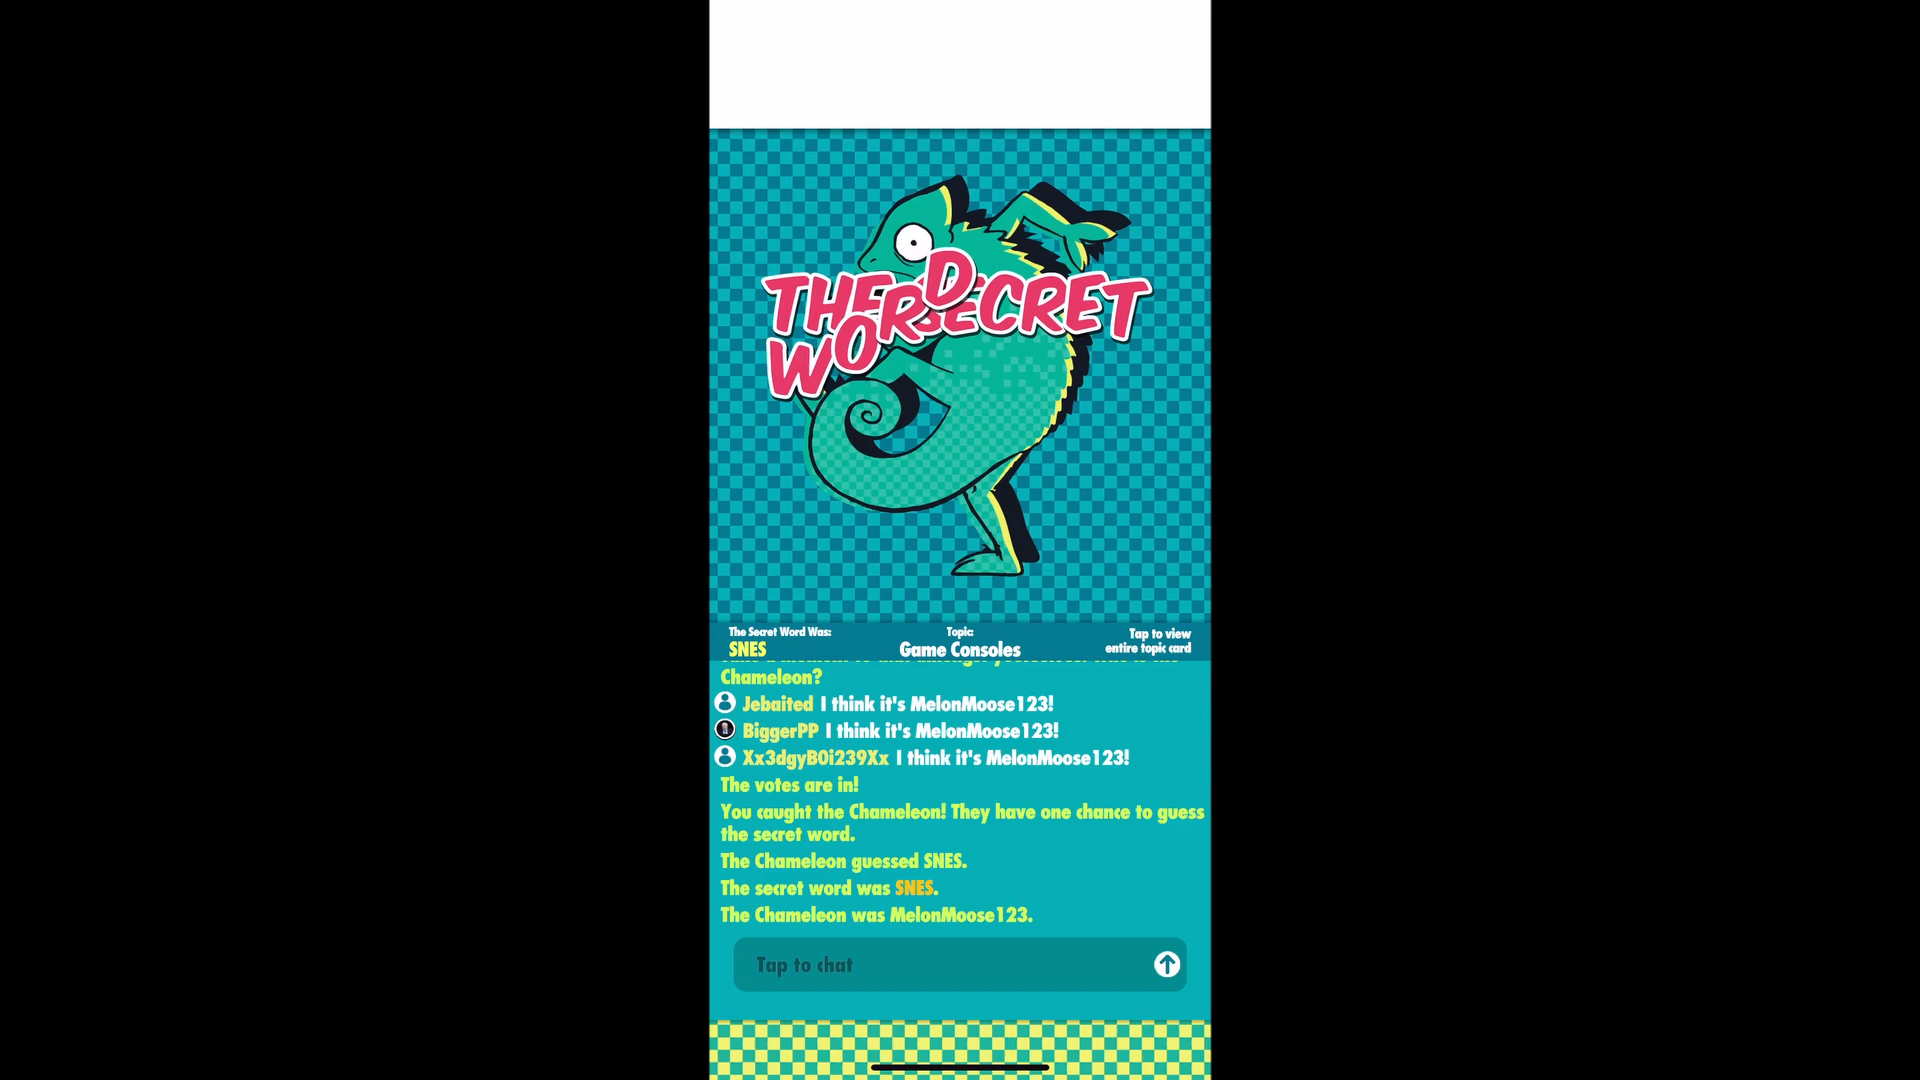 THE SECRET
WORD
The Secret Word Was:
SNES
Topic:
Game Consoles
Tap to view
entire topic card
Chameleon?
Jebaited I think it's MelonMoose123!
BiggerPP I think it's MelonMoose123!
Xx3dgyB0i239Xx I think it's MelonMoose123!
The votes are in!
You caught the Chameleon! They have one chance to guess
the secret word.
The Chameleon guessed SNES.
The secret word was SNES.
The Chameleon was MelonMoose123.
Tap to chat